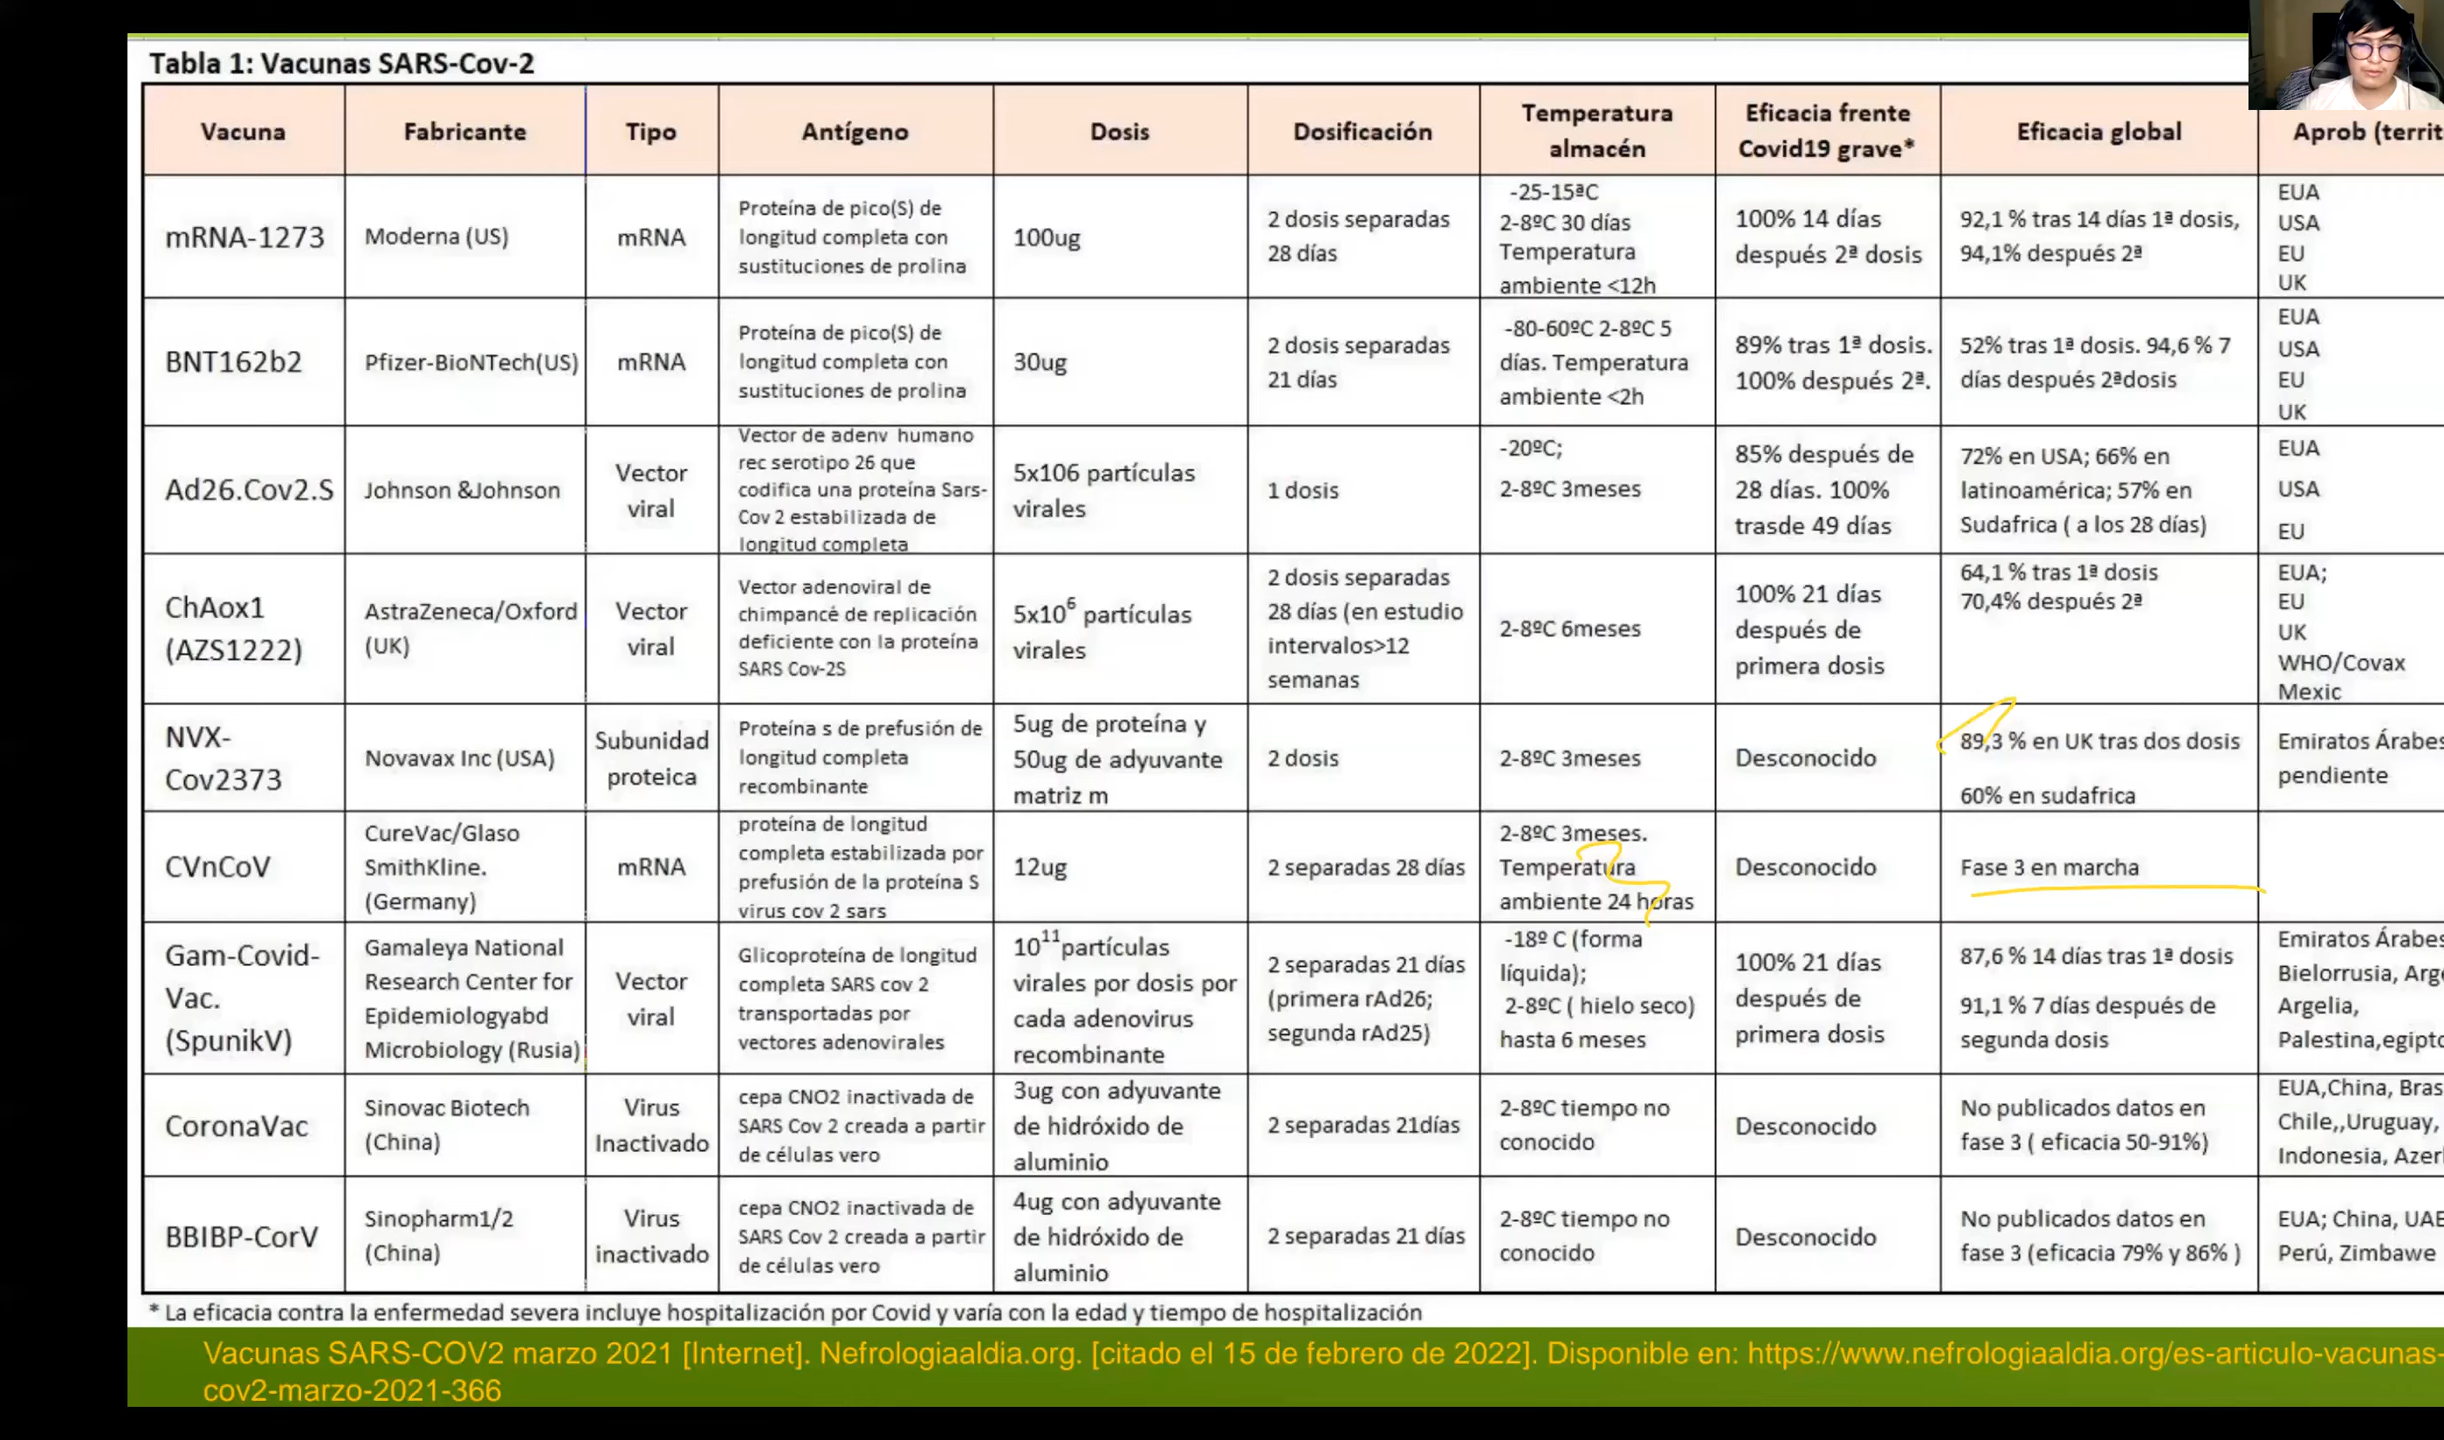 Tabla 1: Vacunas SARS-Cov-2
Vacuna
Fabricante
Tipo
Antígeno
Dosis
Dosificación
Temperatura
almacén
Eficacia frente
Covid19 grave*
Eficacia global
Aprob (territ
mRNA-1273
Moderna (US)
mRNA
Proteína de pico(S) de
longitud completa con
sustituciones de prolina
100ug
2 dosis separadas
28 días
-25-15ªC
2-8ºC 30 días
Temperatura
ambiente <12h
100% 14 días
después 2ª dosis
92,1 % tras 14 días 1ª dosis,
94,1% después 2ª
EUA
USA
EU
UK
BNT162b2
Pfizer-BioNTech(US)
mRNA
Proteína de pico(S) de
longitud completa con
sustituciones de prolina
30ug
2 dosis separadas
21 días
-80-60ºC 2-8ºC 5
días. Temperatura
ambiente <2h
89% tras 1ª dosis.
100% después 2ª.
52% tras 1ª dosis. 94,6 % 7
días después 2ªdosis
EUA
USA
EU
UK
Ad26.Cov2.S
Johnson &Johnson
Vector
viral
Vector de adenv humano
rec serotipo 26 que
codifica una proteína Sars-
Cov 2 estabilizada de
longitud completa
5x106 partículas
virales
1 dosis
-20ºC;
2-8ºC 3meses
85% después de
28 días. 100%
trasde 49 días
72% en USA; 66% en
latinoamérica; 57% en
Sudafrica ( a los 28 días)
EUA
USA
EU
ChAox1
(AZS1222)
AstraZeneca/Oxford
(UK)
Vector
viral
Vector adenoviral de
chimpancé de replicación
deficiente con la proteína
SARS Cov-2S
5x10⁶ partículas
virales
2 dosis separadas
28 días (en estudio
intervalos>12
semanas
2-8ºC 6meses
100% 21 días
después de
primera dosis
64,1 % tras 1ª dosis
70,4% después 2ª
EUA;
EU
UK
WHO/Covax
Mexic
NVX-
Cov2373
Novavax Inc (USA)
Subunidad
proteica
Proteína s de prefusión de
longitud completa
recombinante
5ug de proteína y
50ug de adyuvante
matriz m
2 dosis
2-8ºC 3meses
Desconocido
89,3 % en UK tras dos dosis
60% en sudafrica
Emiratos Árabes
pendiente
CVnCoV
CureVac/Glaso
SmithKline.
(Germany)
mRNA
proteína de longitud
completa estabilizada por
prefusión de la proteína S
virus cov 2 sars
12ug
2 separadas 28 días
2-8ºC 3meses.
Temperatura
ambiente 24 horas
Desconocido
Fase 3 en marcha
Gam-Covid-
Vac.
(SpunikV)
Gamaleya National
Research Center for
Epidemiologyabd
Microbiology (Rusia)
Vector
viral
Glicoproteína de longitud
completa SARS cov 2
transportadas por
vectores adenovirales
10¹¹partículas
virales por dosis por
cada adenovirus
recombinante
2 separadas 21 días
(primera rAd26;
segunda rAd25)
-18º C (forma
líquida);
2-8ºC ( hielo seco)
hasta 6 meses
100% 21 días
después de
primera dosis
87,6 % 14 días tras 1ª dosis
91,1 % 7 días después de
segunda dosis
Emiratos Árabes
Bielorrusia, Arge
Argelia,
Palestina,egipto
CoronaVac
Sinovac Biotech
(China)
Virus
Inactivado
cepa CNO2 inactivada de
SARS Cov 2 creada a partir
de células vero
3ug con adyuvante
de hidróxido de
aluminio
2 separadas 21días
2-8ºC tiempo no
conocido
Desconocido
No publicados datos en
fase 3 ( eficacia 50-91%)
EUA,China, Bras
Chile,,Uruguay,
Indonesia, Azer
BBIBP-CorV
Sinopharm1/2
(China)
Virus
inactivado
cepa CNO2 inactivada de
SARS Cov 2 creada a partir
de células vero
4ug con adyuvante
de hidróxido de
aluminio
2 separadas 21 días
2-8ºC tiempo no
conocido
Desconocido
No publicados datos en
fase 3 (eficacia 79% y 86% )
EUA; China, UAE
Perú, Zimbawe
* La eficacia contra la enfermedad severa incluye hospitalización por Covid y varía con la edad y tiempo de hospitalización
Vacunas SARS-COV2 marzo 2021 [Internet]. Nefrologiaaldia.org. [citado el 15 de febrero de 2022]. Disponible en: https://www.nefrologiaaldia.org/es-articulo-vacunas-
cov2-marzo-2021-366